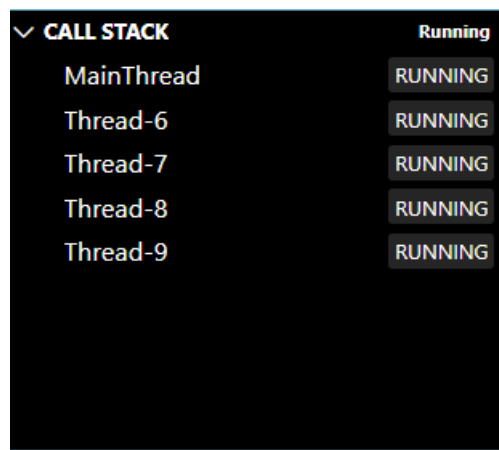 CALL STACK Running
MainThread RUNNING
Thread-6 RUNNING
Thread-7 RUNNING
Thread-8 RUNNING
Thread-9 RUNNING